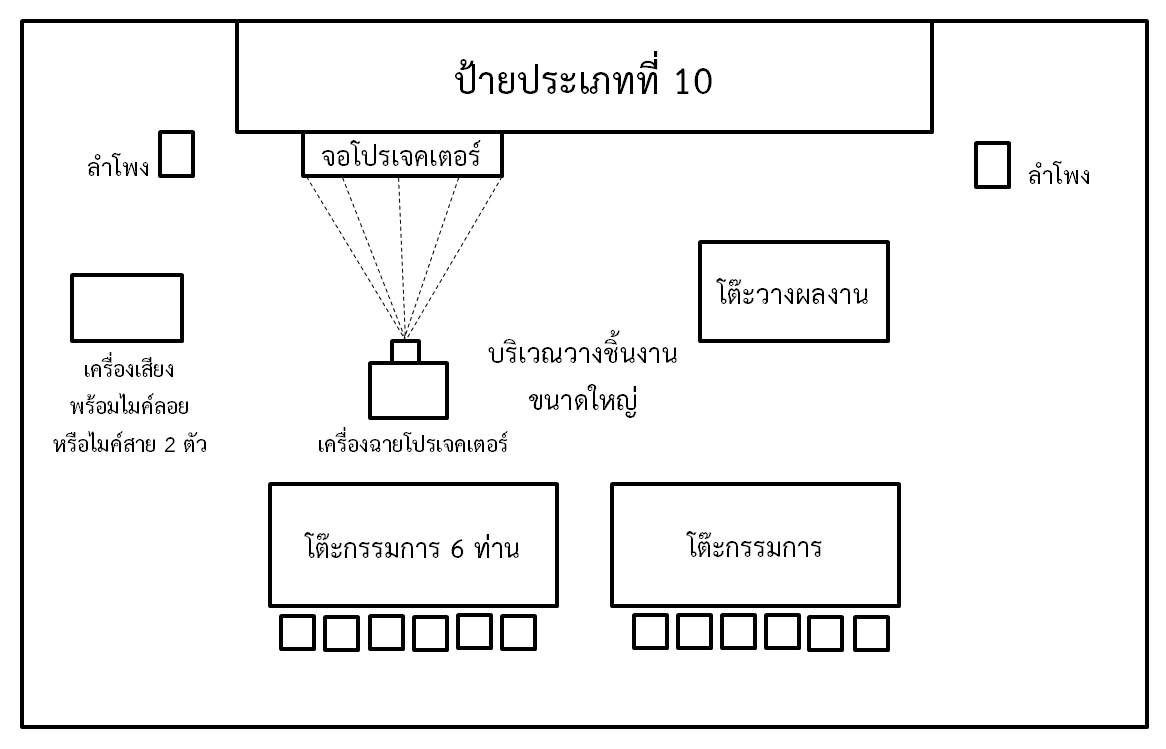 ป้ายประเภทที่ 10
จอโปรเจคเตอร์
ลำโพง
ลำโพง
โต๊ะวางผลงาน
บริเวณวางชิ้นงาน
ขนาดใหญ่
เครื่องเสียง
พร้อมไมค์ลอย
หรือไมค์สาย 2 ตัว
เครื่องฉายโปรเจคเตอร์
โต๊ะกรรมการ 6 ท่าน
โต๊ะกรรมการ